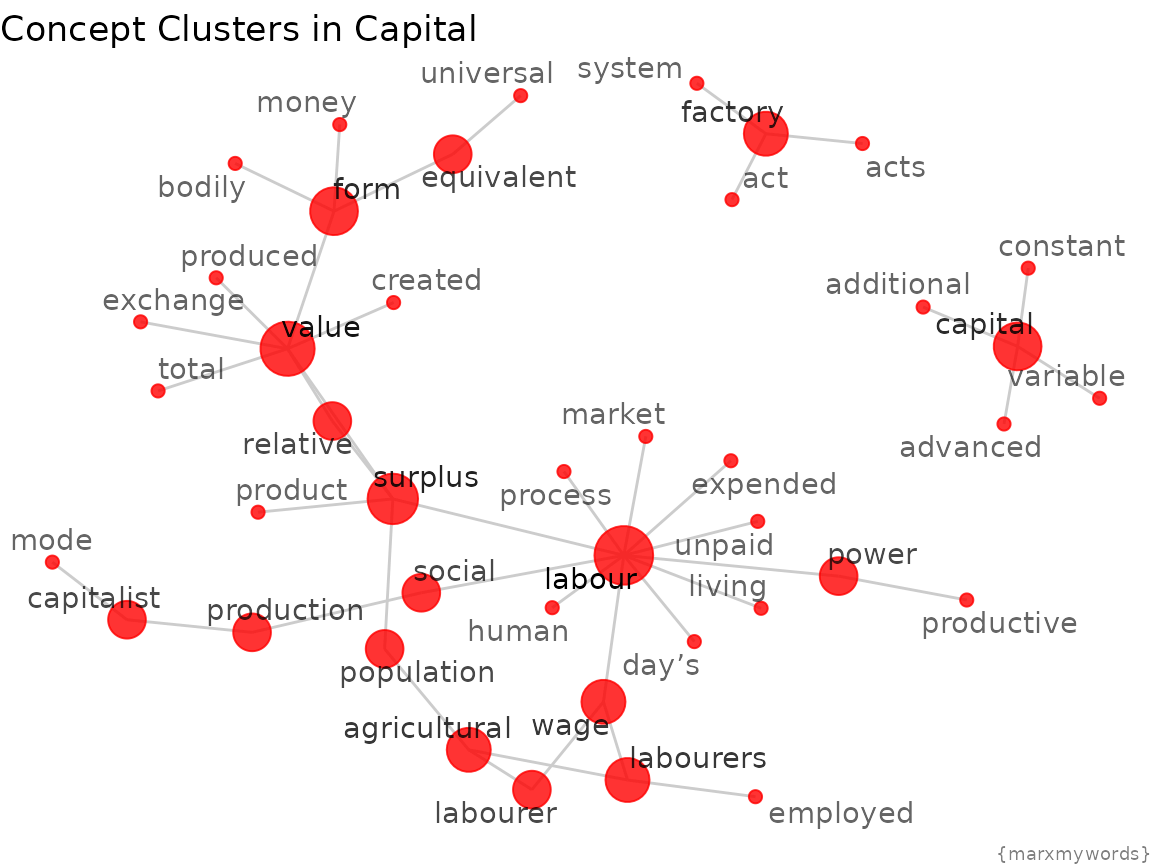 Concept Clusters in Capital
universal
system
money
factory
bodily
form
equivalent
act
acts
produced
created
constant
exchange
additional
value
capital
total
variable
market
relative
advanced
surplus
product
process
expended
mode
unpaid
power
social
labour
living
capitalist
production
human
productive
population
day’s
agricultural
wage
labourers
labourer
employed
{marxmywords}